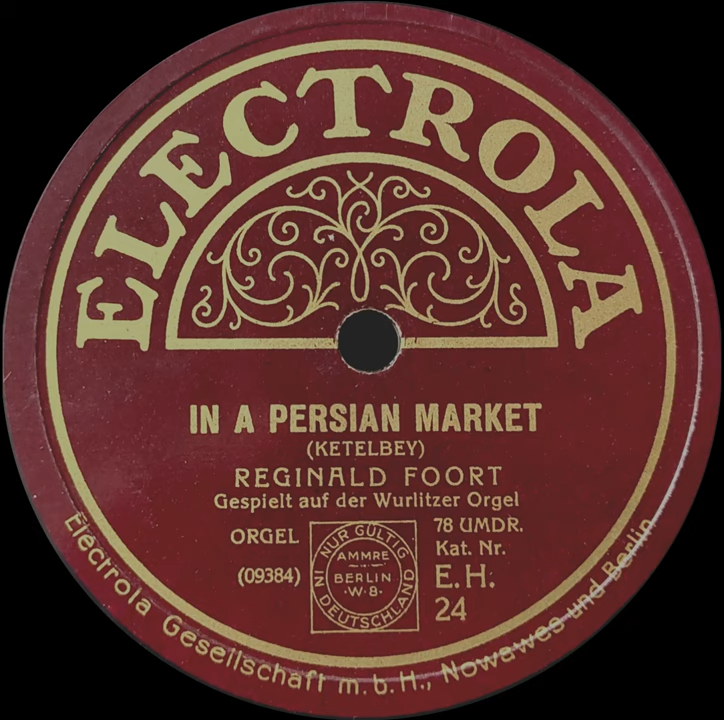 ELECTROLA
IN A PERSIAN MARKET
(KETELBEY)
REGINALD FOORT
Gespielt auf der Wurlitzer Orgel
ORGEL
(09384)
NUR GÜLTIG
AMMRE
BERLIN
·W·8·
IN DEUTSCHLAND
78 UMDR.
Kat. Nr.
E.H.
24
Electrola Gesellschaft m.b.H., Nowawes und Berlin